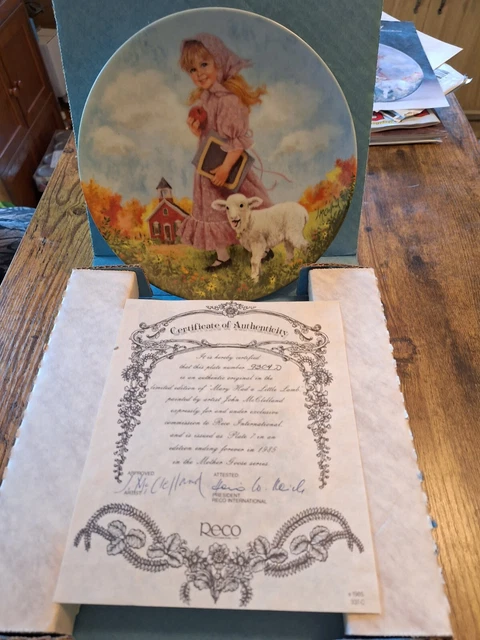 Certificate of Authenticity
It is hereby certified
that this plate number
is an authentic original in the
limited edition of "Mary Had a Little Lamb"
painted by artist John McClelland
expressly for and under exclusive
commission to Reco International
and is issued as Plate 7 in an
edition ending forever in 1985
in the Mother Goose series
APPROVED
ATTESTED
ARTIST
PRESIDENT
RECO INTERNATIONAL
Reco